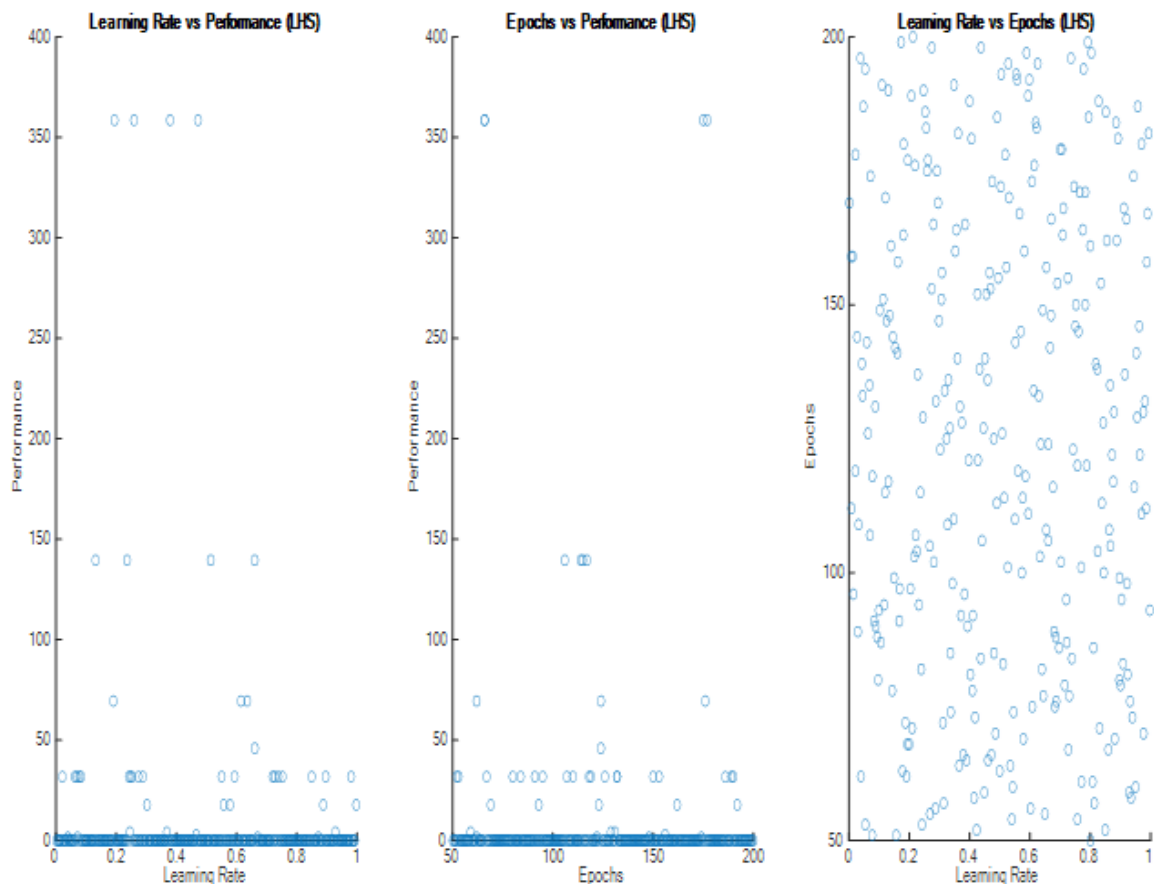 Learning Rate vs Performance (LHS)
400
350
300
250
200
150
100
50
0
Performance
0 0.2 0.4 0.6 0.8 1
Learning Rate
Epochs vs Performance (LHS)
400
350
300
250
200
150
100
50
0
Performance
50 100 150 200
Epochs
Learning Rate vs Epochs (LHS)
200
150
100
50
Epochs
0 0.2 0.4 0.6 0.8 1
Learning Rate